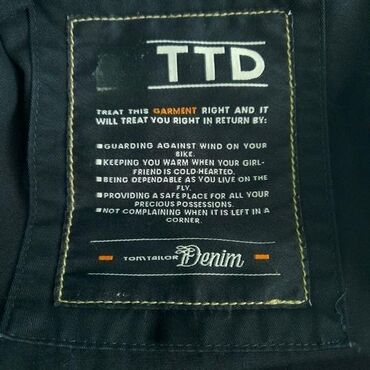 TTD
TREAT THIS GARMENT RIGHT AND IT
WILL TREAT YOU RIGHT IN RETURN BY:
■GUARDING AGAINST WIND ON YOUR
BIKE.
■KEEPING YOU WARM WHEN YOUR GIRL-
FRIEND IS COLD-HEARTED.
■BEING DEPENDABLE AS YOU LIVE ON THE
FLY.
■PROVIDING A SAFE PLACE FOR ALL YOUR
PRECIOUS POSSESSIONS.
■NOT COMPLAINING WHEN IT IS LEFT IN A
CORNER.
TOM TAILOR Denim